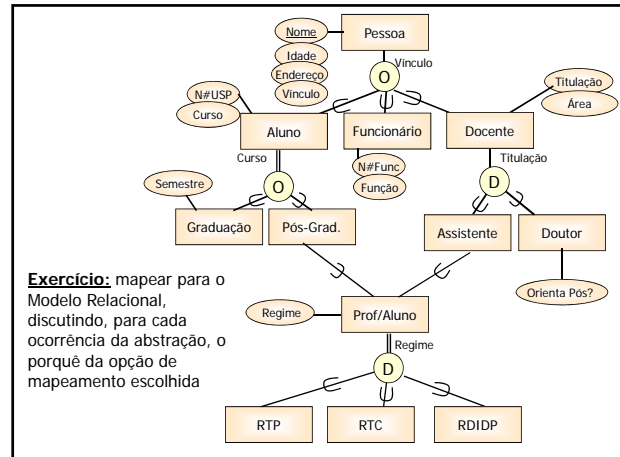 Nome
Pessoa
Idade
Endereço
Vinculo
Vinculo
O
N#USP
Curso
Titulação
Área
Aluno
Funcionário
Docente
Curso
N#Func
Função
Titulação
Semestre
O
D
Graduação
Pós-Grad.
Assistente
Doutor
Orienta Pós?
Exercício: mapear para o
Modelo Relacional,
discutindo, para cada
ocorrência da abstração, o
porquê da opção de
mapeamento escolhida
Regime
Prof/Aluno
Regime
D
RTP
RTC
RDIDP